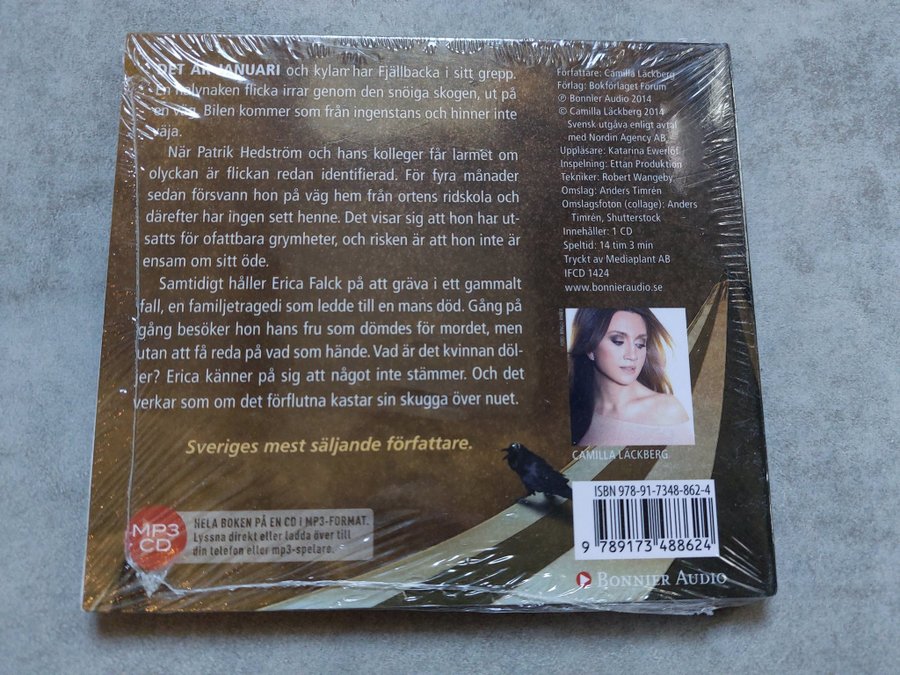 DET ÄR JANUARI och kylan har Fjällbacka i sitt grepp.
En halvnaken flicka irrar genom den snöiga skogen, ut på
en väg. Bilen kommer som från ingenstans och hinner inte
väja.
När Patrik Hedström och hans kolleger får larmet om
olyckan är flickan redan identifierad. För fyra månader
sedan försvann hon på väg hem från ortens ridskola och
därefter har ingen sett henne. Det visar sig att hon har ut-
satts för ofattbara grymheter, och risken är att hon inte är
ensam om sitt öde.
Samtidigt håller Erica Falck på att gräva i ett gammalt
fall, en familjetragedi som ledde till en mans död. Gång på
gång besöker hon hans fru som dömdes för mordet, men
utan att få reda på vad som hände. Vad är det kvinnan döl-
jer? Erica känner på sig att något inte stämmer. Och det
verkar som om det förflutna kastar sin skugga över nuet.
Sveriges mest säljande författare.
MP3
CD
HELA BOKEN PÅ EN CD I MP3-FORMAT.
Lyssna direkt eller ladda över till
din telefon eller mp3-spelare.
Författare: Camilla Läckberg
Förlag: Bokförlaget Forum
℗ Bonnier Audio 2014
© Camilla Läckberg 2014
Svensk utgåva enligt avtal
med Nordin Agency AB
Uppläsare: Katarina Ewerlöf
Inspelning: Ettan Produktion
Tekniker: Robert Wangeby
Omslag: Anders Timrén
Omslagsfoton (collage): Anders
Timrén, Shutterstock
Innehåller: 1 CD
Speltid: 14 tim 3 min
Tryckt av Mediaplant AB
IFCD 1424
www.bonnieraudio.se
CAMILLA LÄCKBERG
ISBN 978-91-7348-862-4
9 789173 488624
BONNIER AUDIO